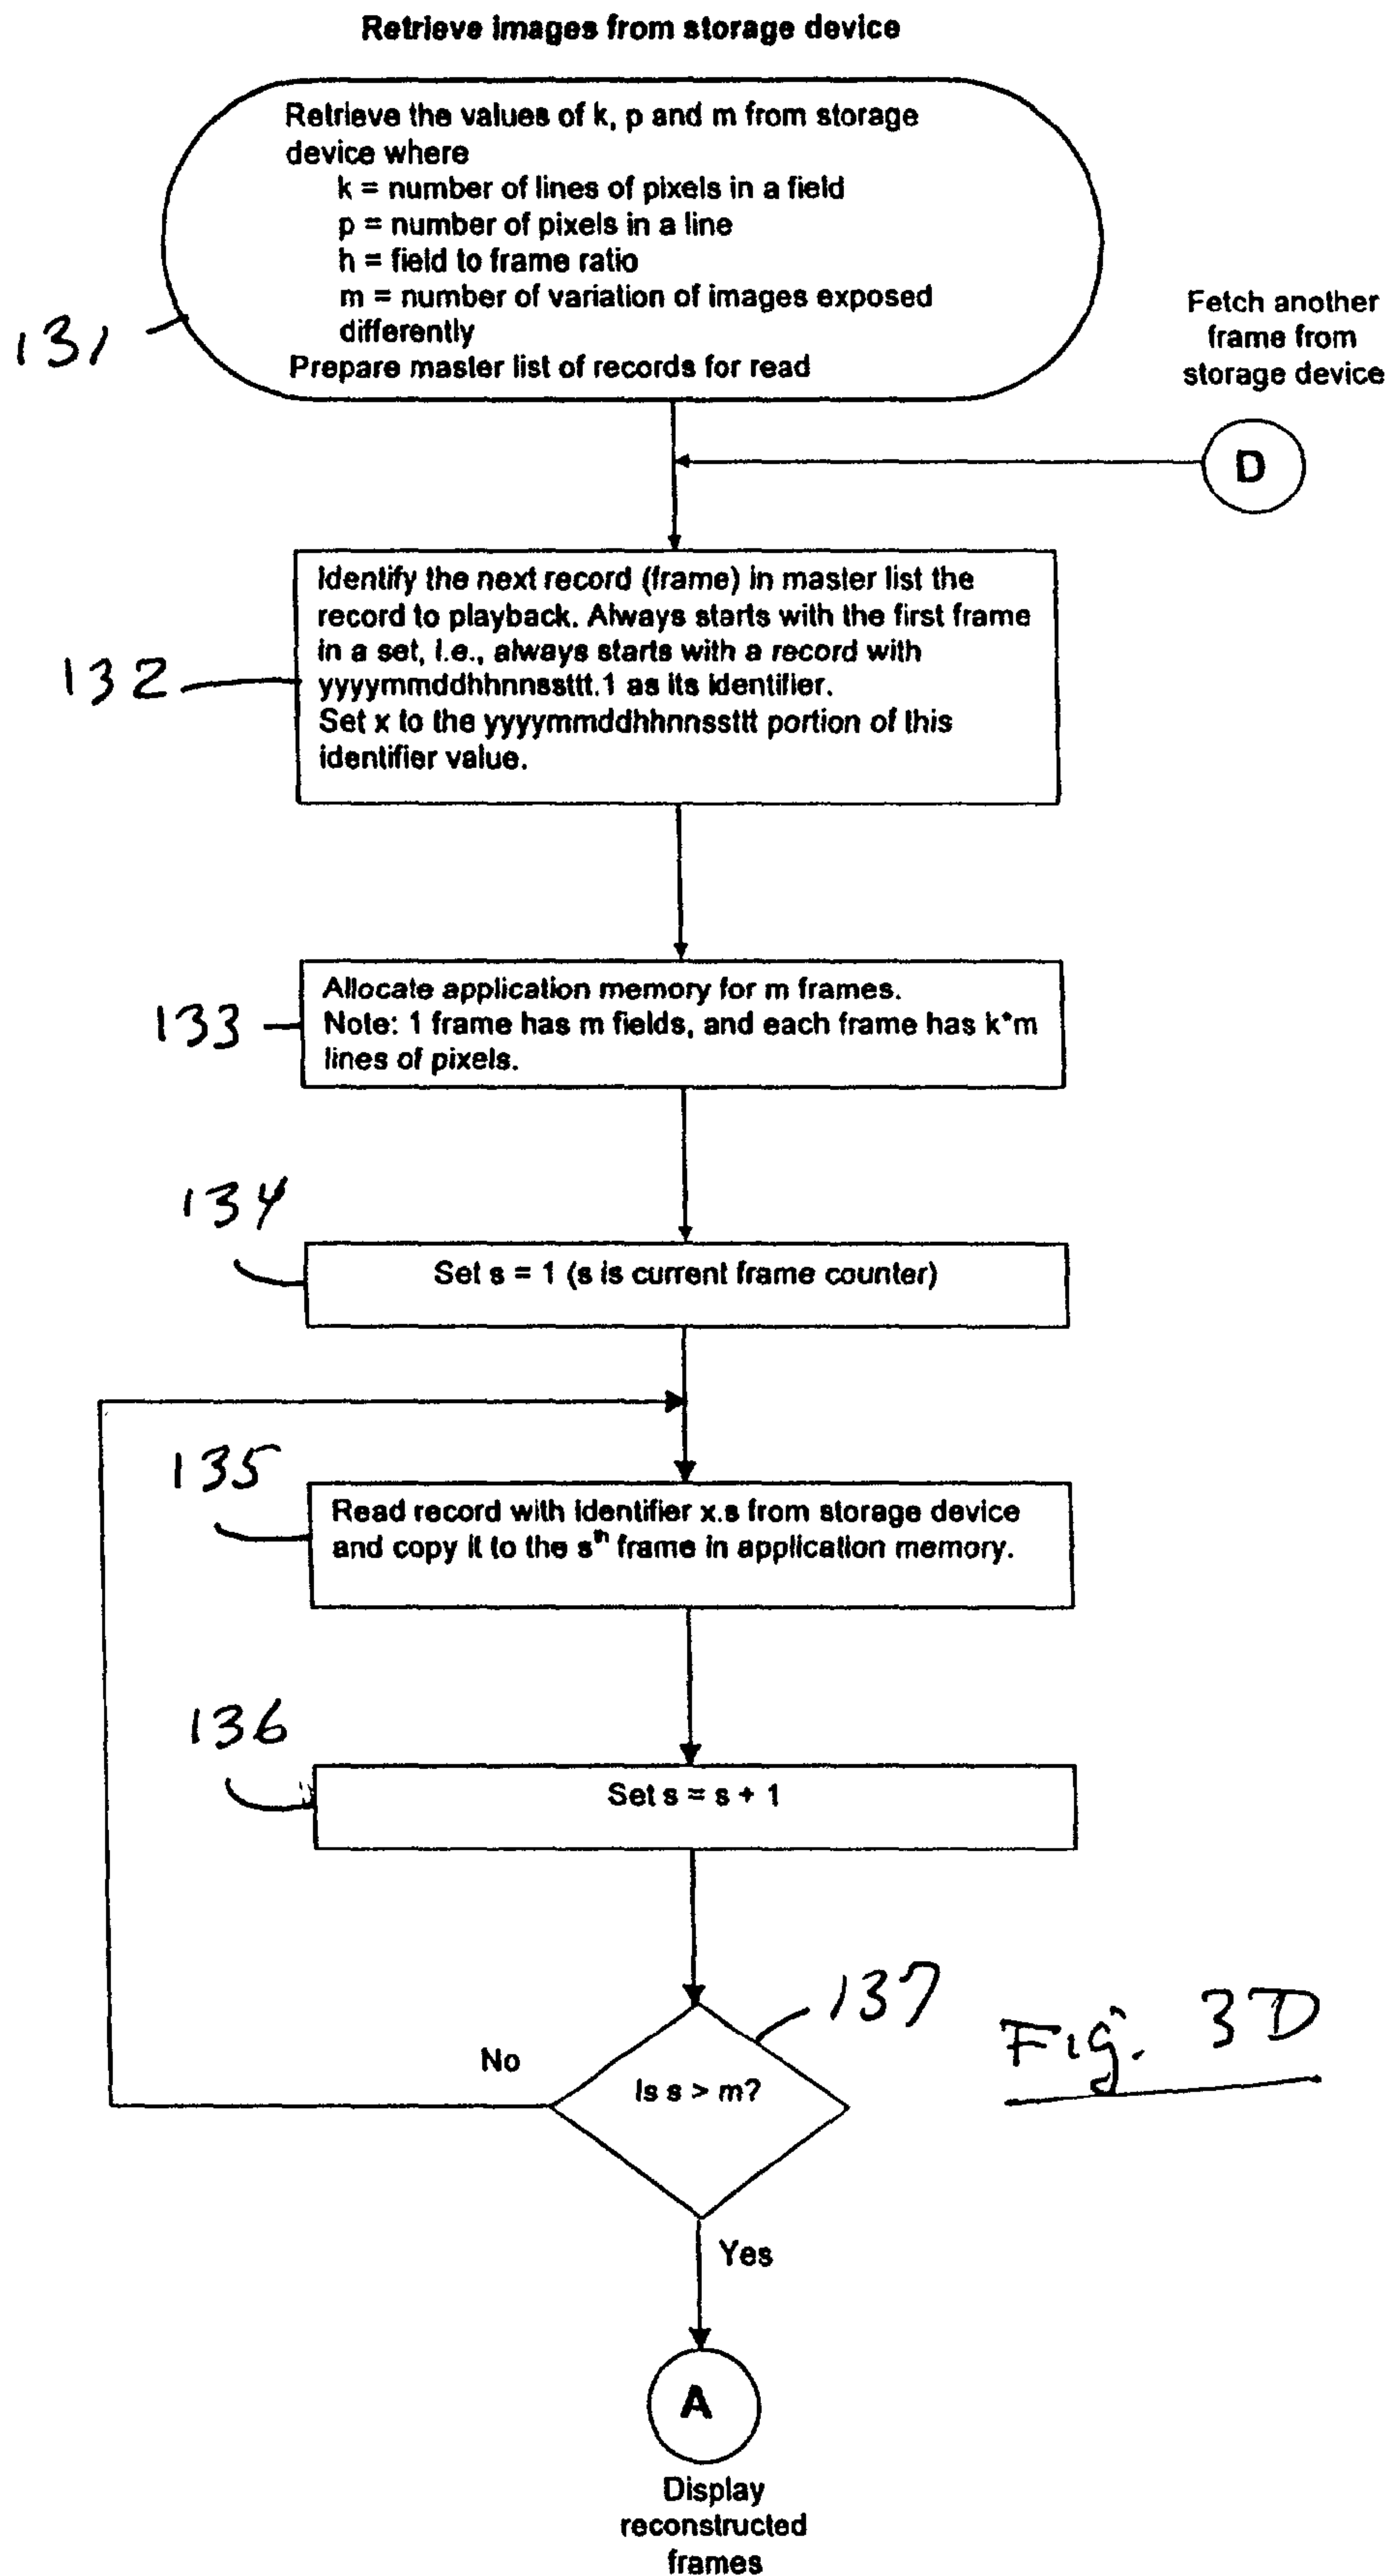 Retrieve images from storage device
Retrieve the values of k, p and m from storage
device where
k = number of lines of pixels in a field
p = number of pixels in a line
h = field to frame ratio
m = number of variation of images exposed
differently
Prepare master list of records for read
131
Fetch another
frame from
storage device
D
Identify the next record (frame) in master list the
record to playback. Always starts with the first frame
in a set, i.e., always starts with a record with
yyyymmddhhnnssttt.1 as its identifier.
Set x to the yyyymmddhhnnssttt portion of this
identifier value.
132
Allocate application memory for m frames.
Note: 1 frame has m fields, and each frame has k*m
lines of pixels.
133
134
Set s = 1 (s is current frame counter)
135
Read record with identifier x.s from storage device
and copy it to the sth frame in application memory.
136
Set s = s + 1
137
Fig. 3D
No
Is s > m?
Yes
A
Display
reconstructed
frames